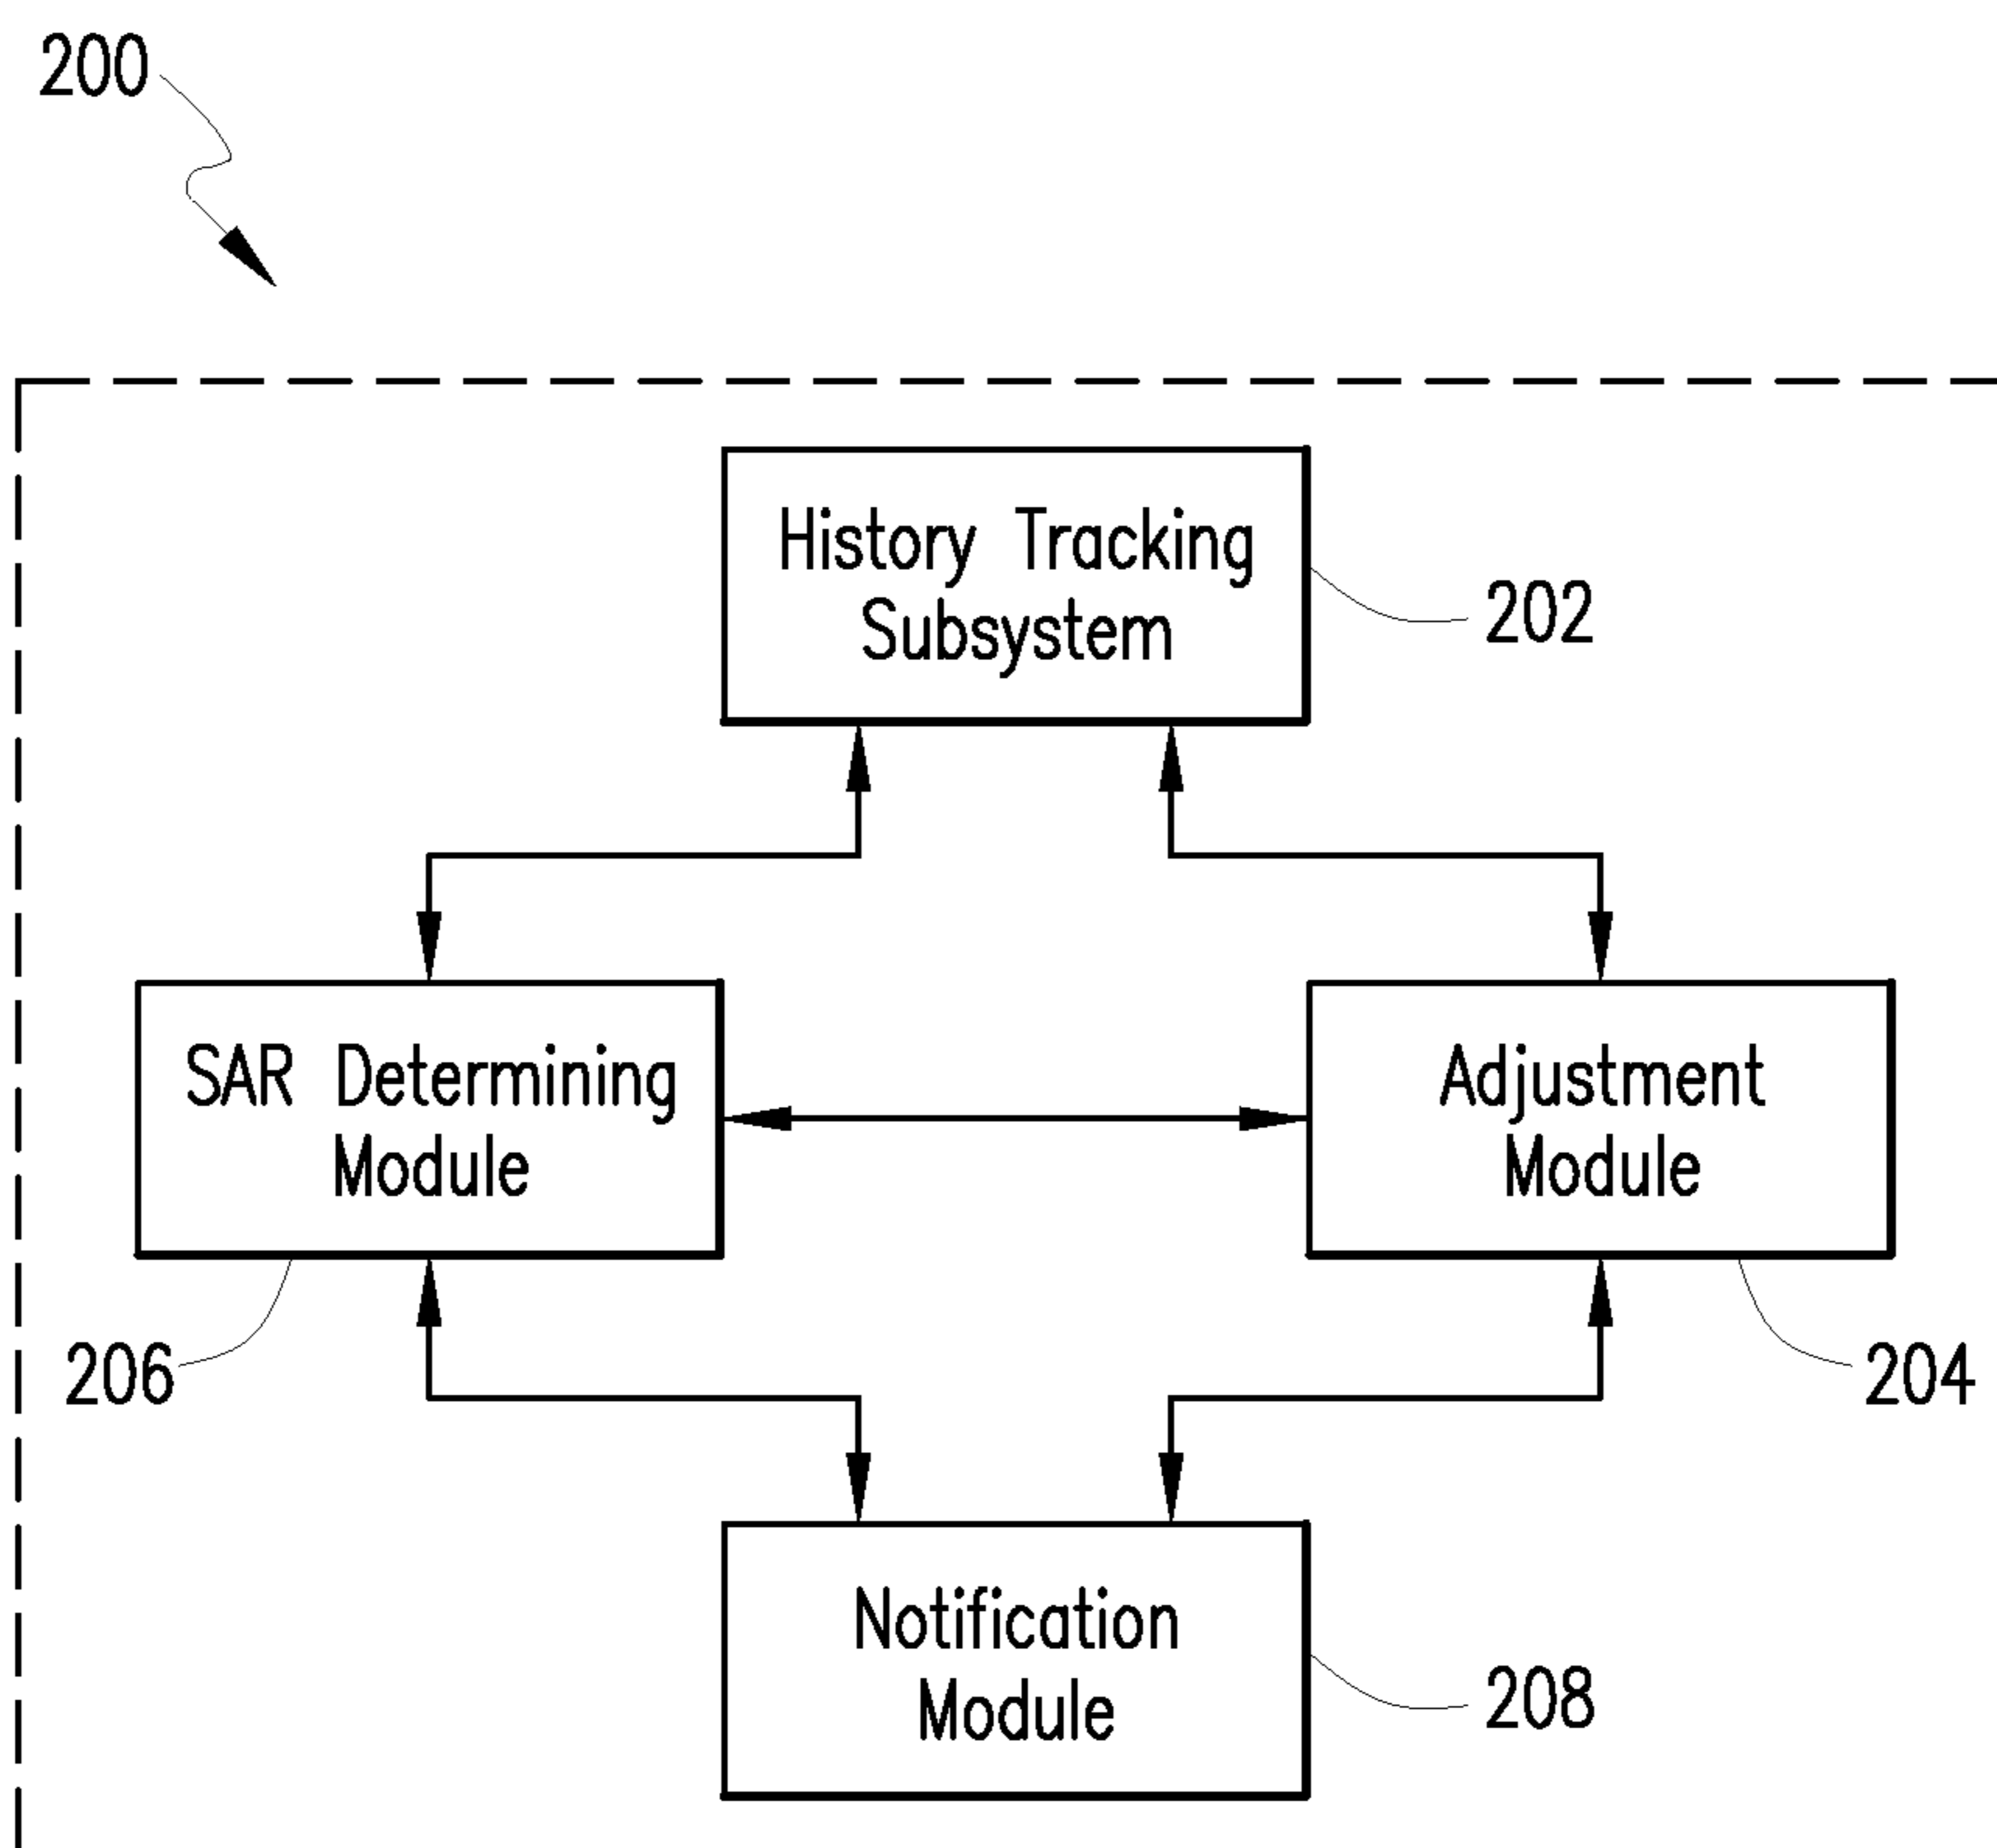 200
History Tracking
Subsystem
202
SAR Determining
Module
Adjustment
Module
206
204
Notification
Module
208